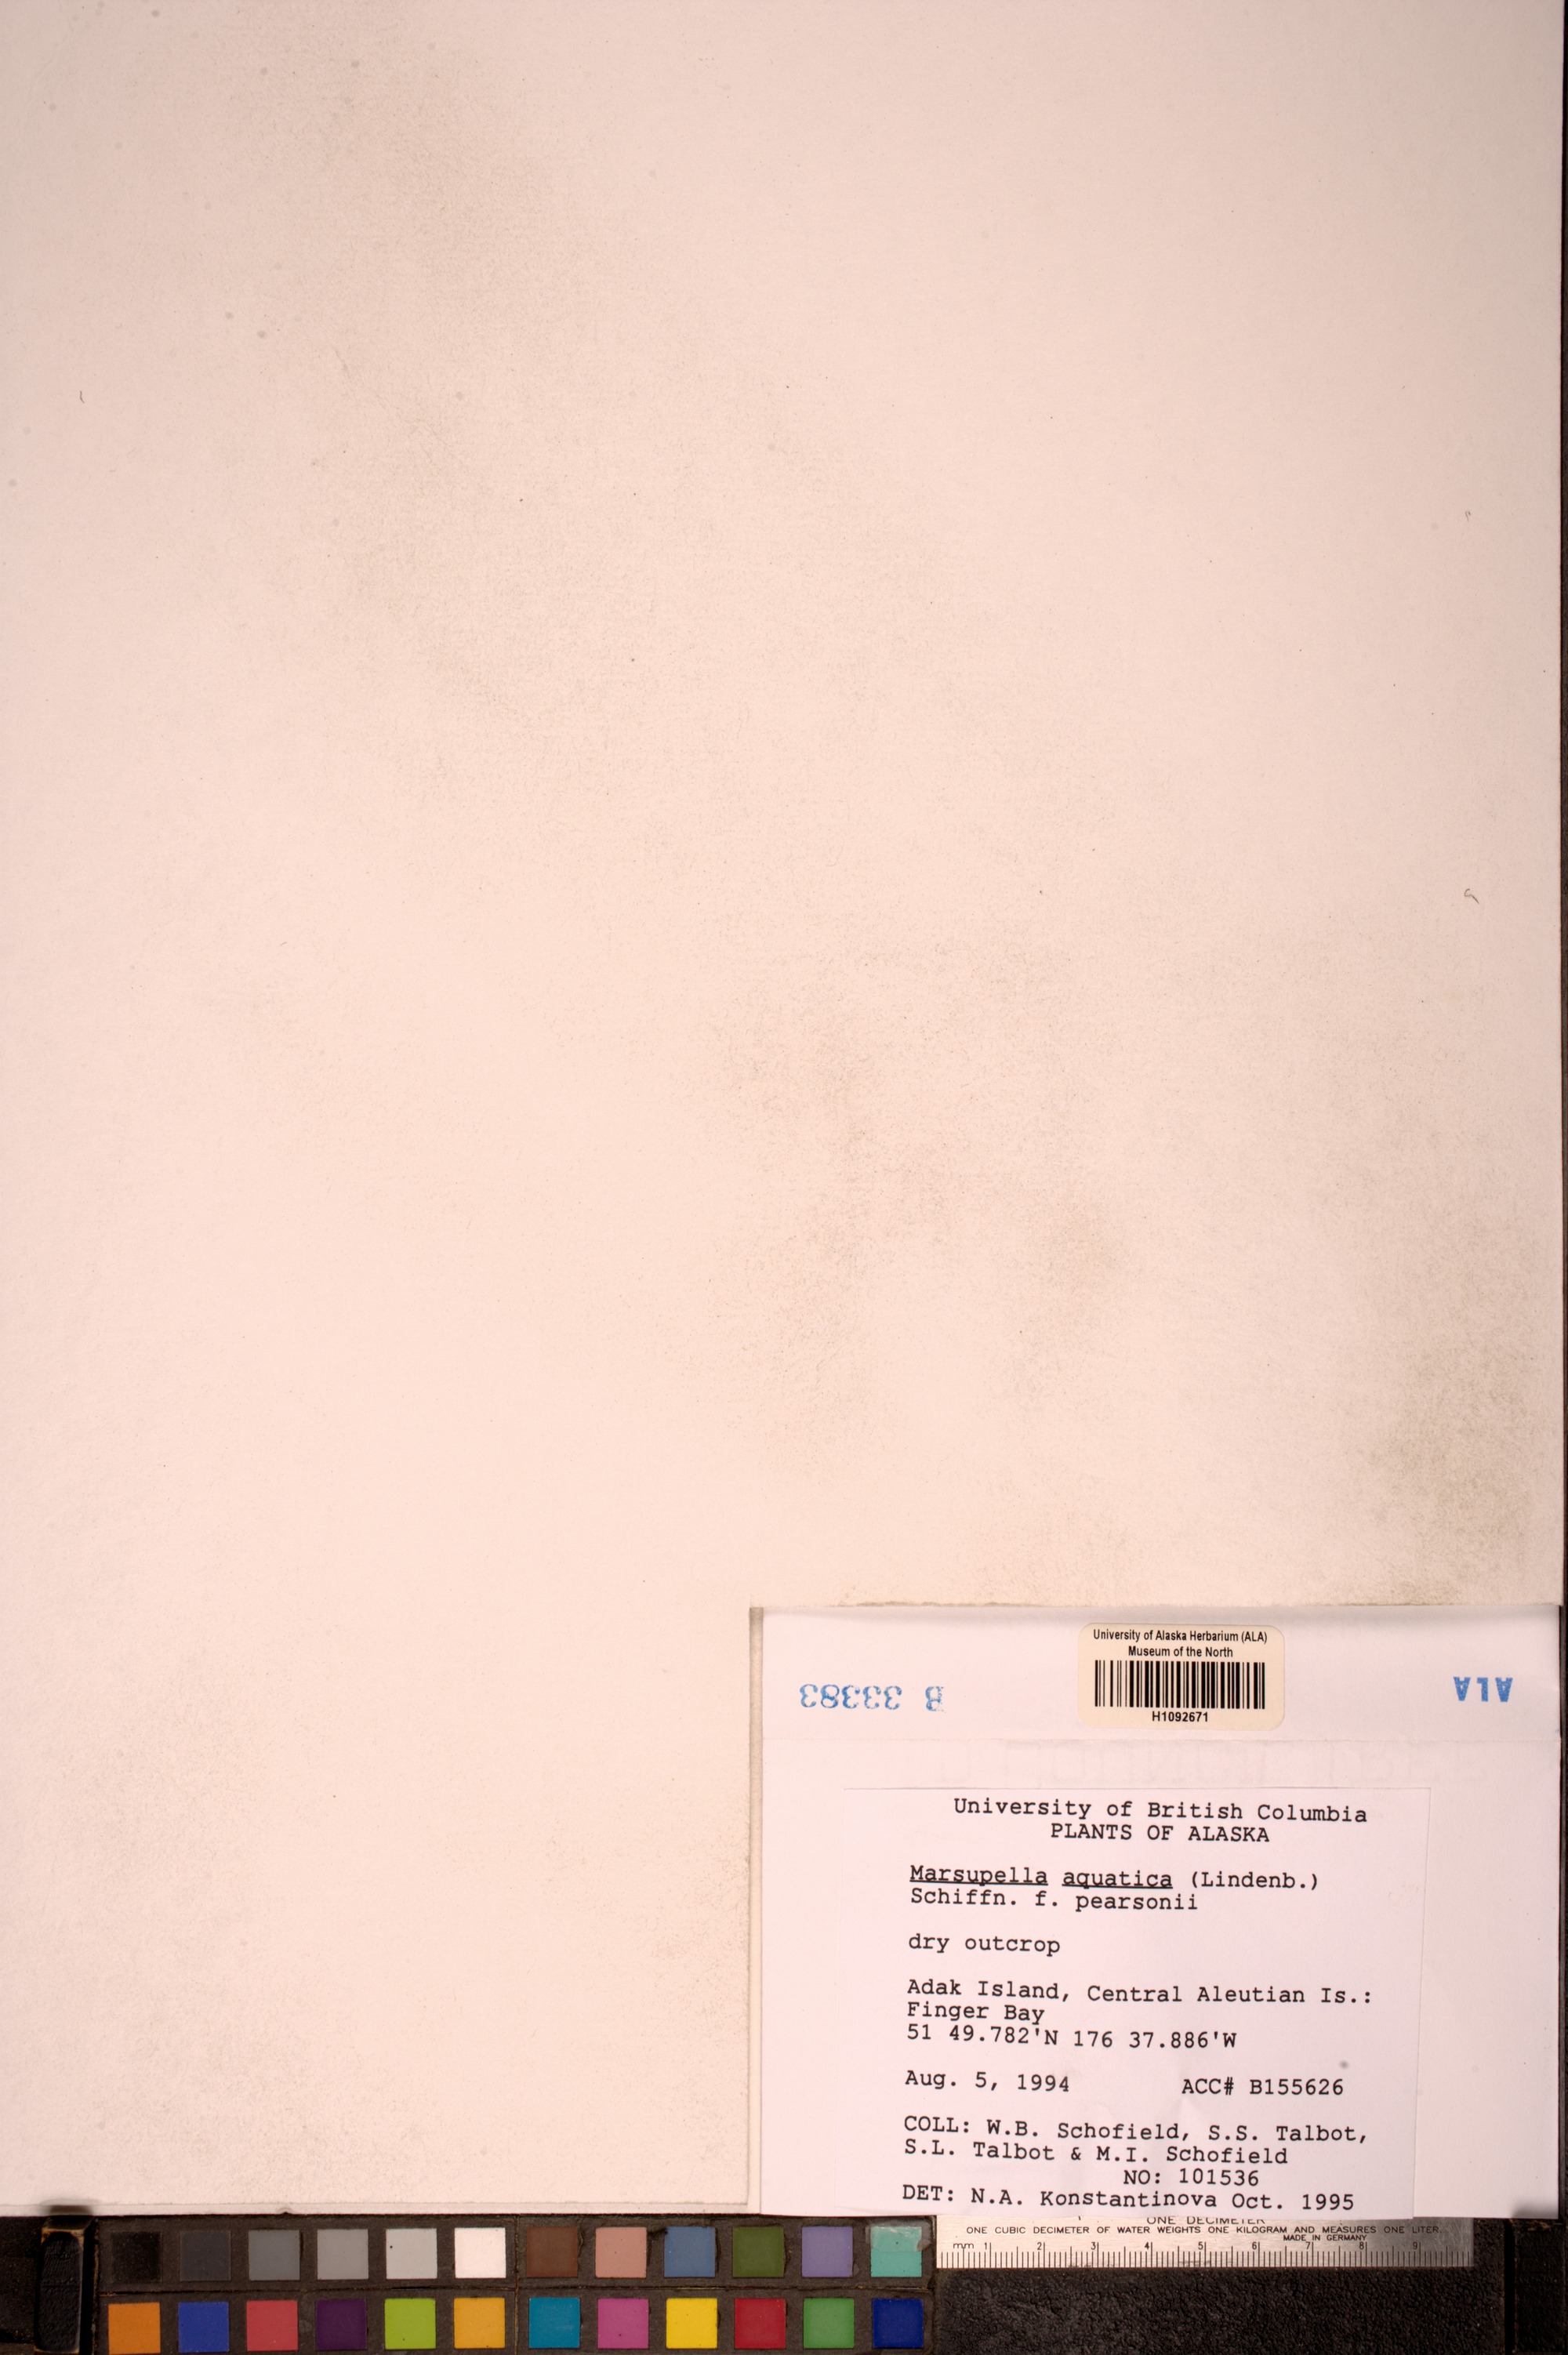 University of Alaska Herbarium (ALA)
Museum of the North
H1092671
B 33383
ALA
University of British Columbia
PLANTS OF ALASKA
Marsupella aquatica (Lindenb.)
Schiffn. f. pearsonii
dry outcrop
Adak Island, Central Aleutian Is.:
Finger Bay
51 49.782'N 176 37.886'W
Aug. 5, 1994 ACC# B155626
COLL: W.B. Schofield, S.S. Talbot,
S.L. Talbot & M.I. Schofield
NO: 101536
DET: N.A. Konstantinova Oct. 1995
ONE DECIMETER
ONE CUBIC DECIMETER OF WATER WEIGHTS ONE KILOGRAM AND MEASURES ONE LITER
MADE IN GERMANY
mm 1 2 3 4 5 6 7 8 9